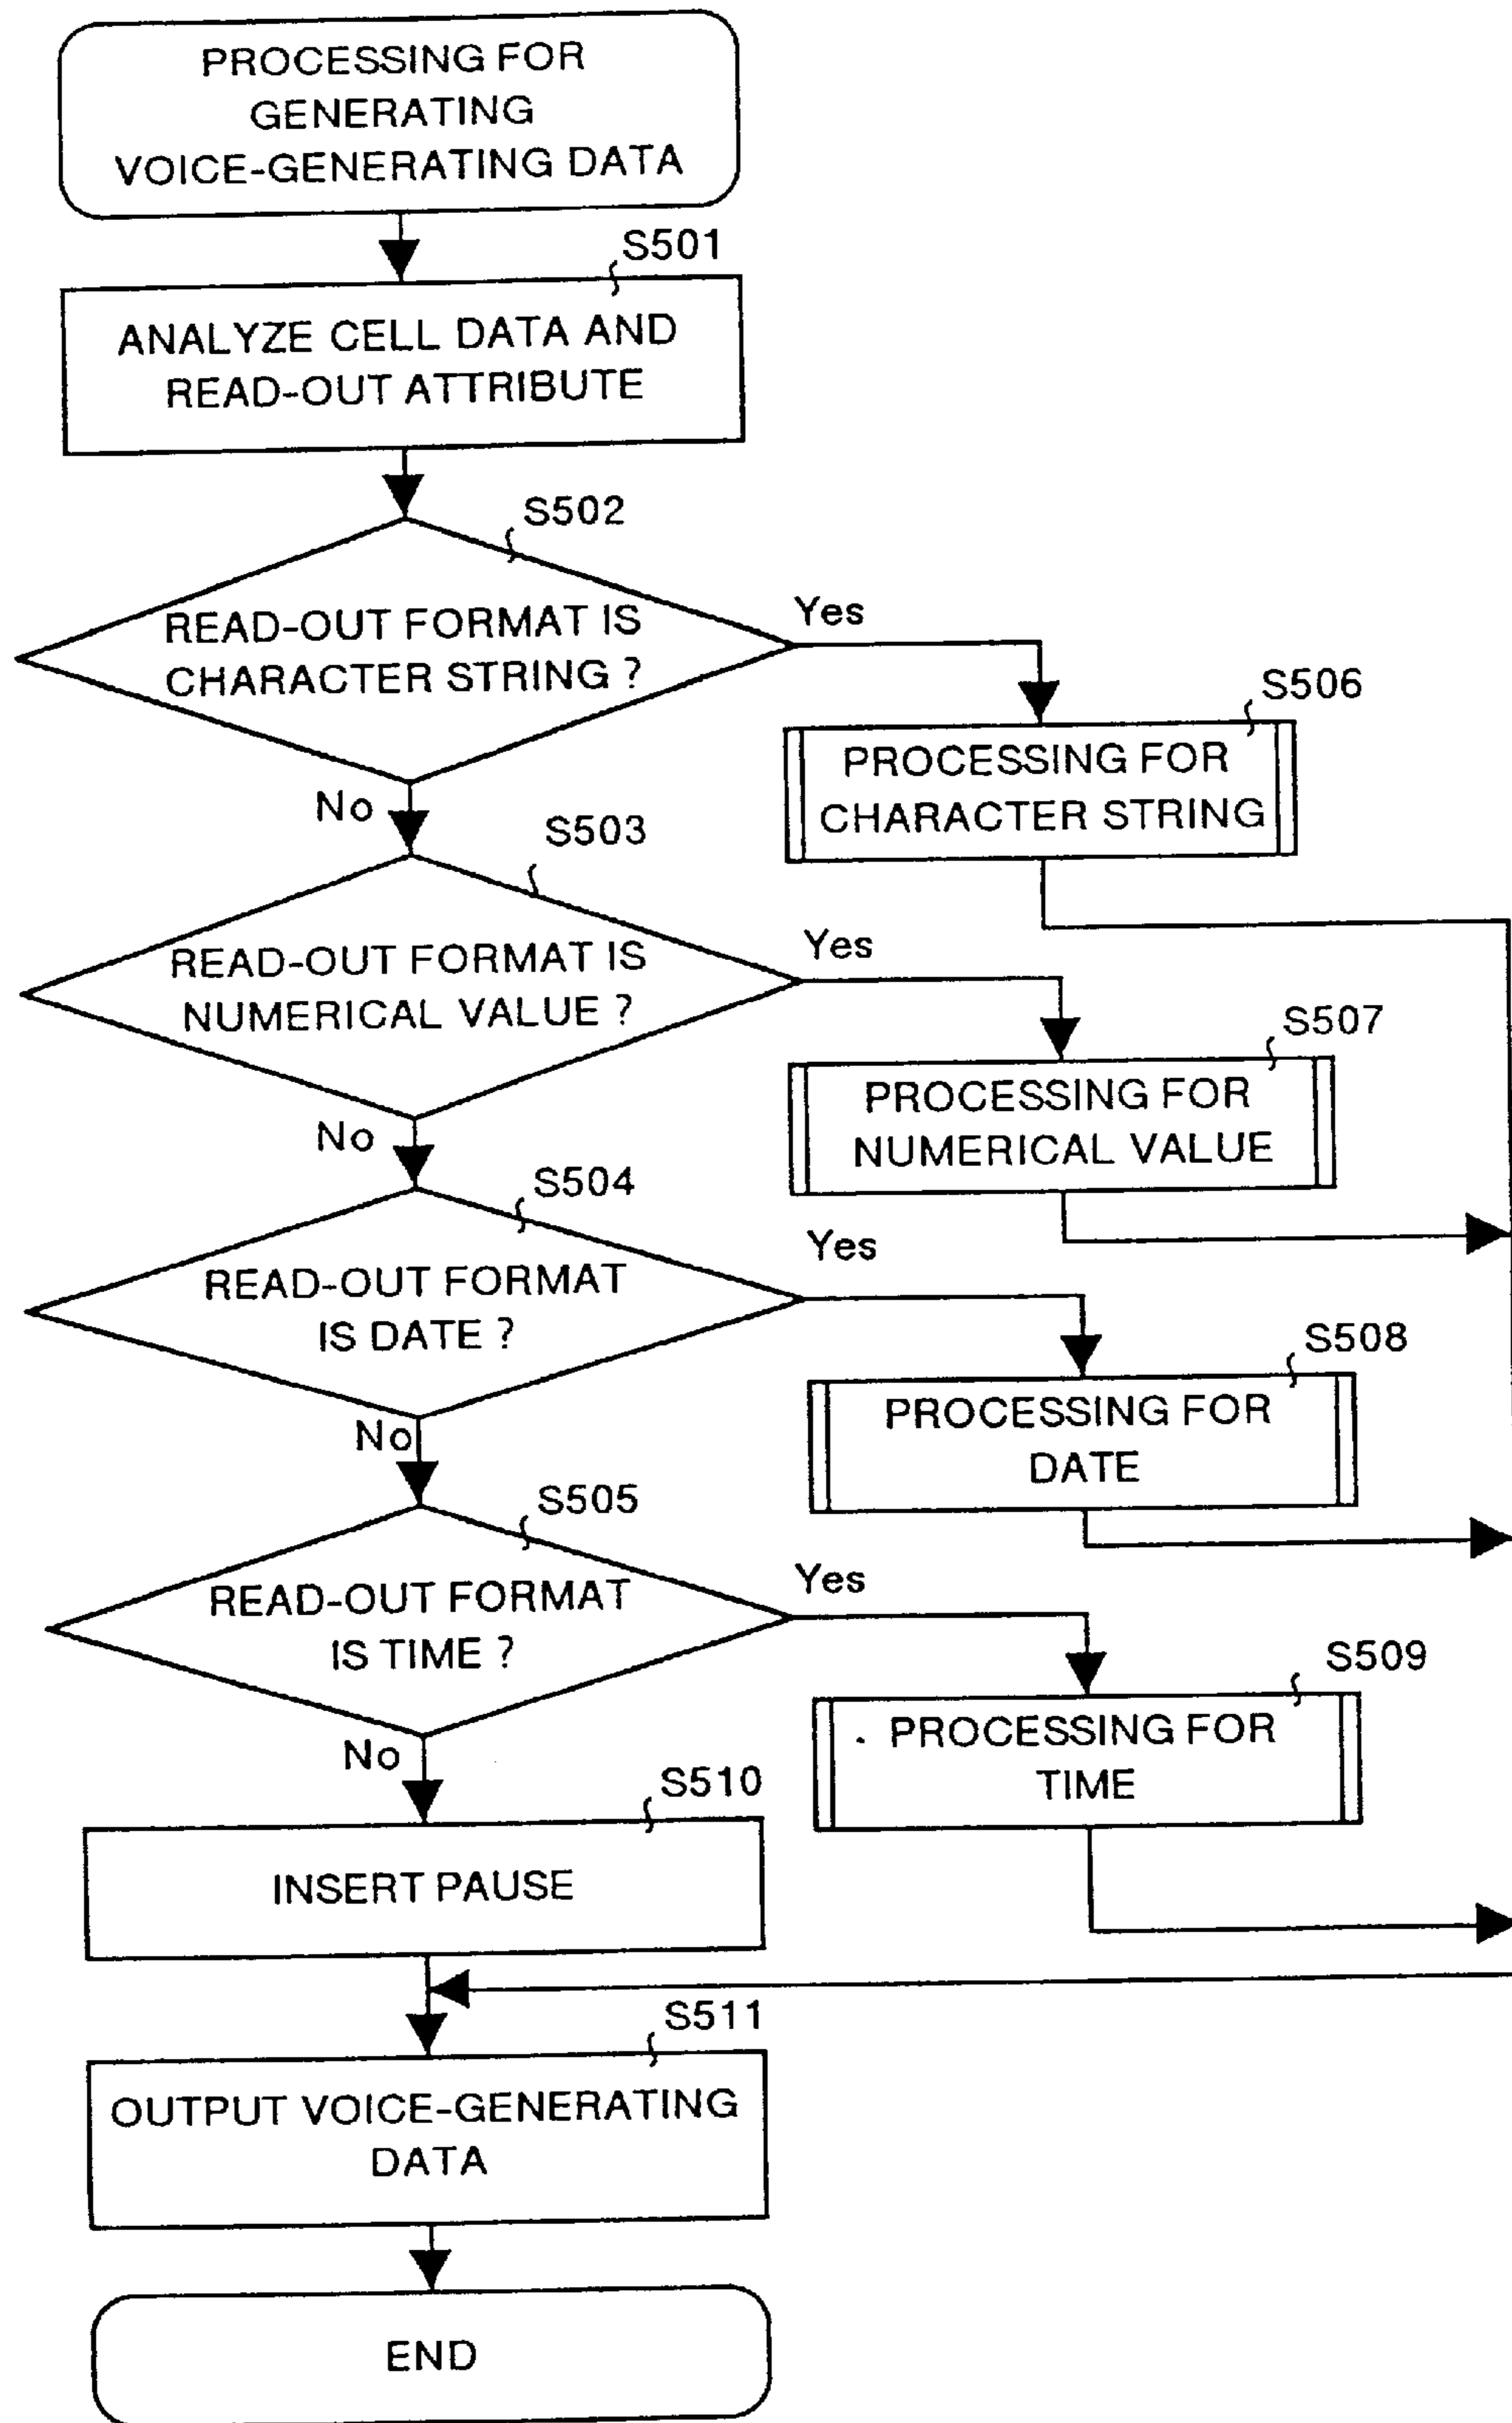 PROCESSING FOR
GENERATING
VOICE-GENERATING DATA
S501
ANALYZE CELL DATA AND
READ-OUT ATTRIBUTE
S502
READ-OUT FORMAT IS
CHARACTER STRING ?
Yes
No
S506
PROCESSING FOR
CHARACTER STRING
S503
READ-OUT FORMAT IS
NUMERICAL VALUE ?
Yes
No
S507
PROCESSING FOR
NUMERICAL VALUE
S504
READ-OUT FORMAT
IS DATE ?
Yes
No
S508
PROCESSING FOR
DATE
S505
READ-OUT FORMAT
IS TIME ?
Yes
No
S509
PROCESSING FOR
TIME
S510
INSERT PAUSE
S511
OUTPUT VOICE-GENERATING
DATA
END